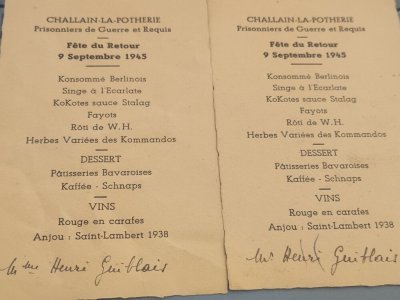 CHALLAIN-LA-POTHERIE
Prisonniers de Guerre et Requis
Fête du Retour
9 Septembre 1945
Konsommé Berlinois
Singe à l'Ecarlate
KoKotes sauce Stalag
Fayots
Rôti de W.H.
Herbes Variées des Kommandos
DESSERT
Pâtisseries Bavaroises
Kaffée - Schnaps
VINS
Rouge en carafes
Anjou : Saint-Lambert 1938
Mme Henri Guiblais
CHALLAIN-LA-POTHERIE
Prisonniers de Guerre et Requis
Fête du Retour
9 Septembre 1945
Konsommé Berlinois
Singe à l'Ecarlate
KoKotes sauce Stalag
Fayots
Rôti de W.H.
Herbes Variées des Kommandos
DESSERT
Pâtisseries Bavaroises
Kaffée - Schnaps
VINS
Rouge en carafes
Anjou : Saint-Lambert 1938
Mr Henri Guiblais